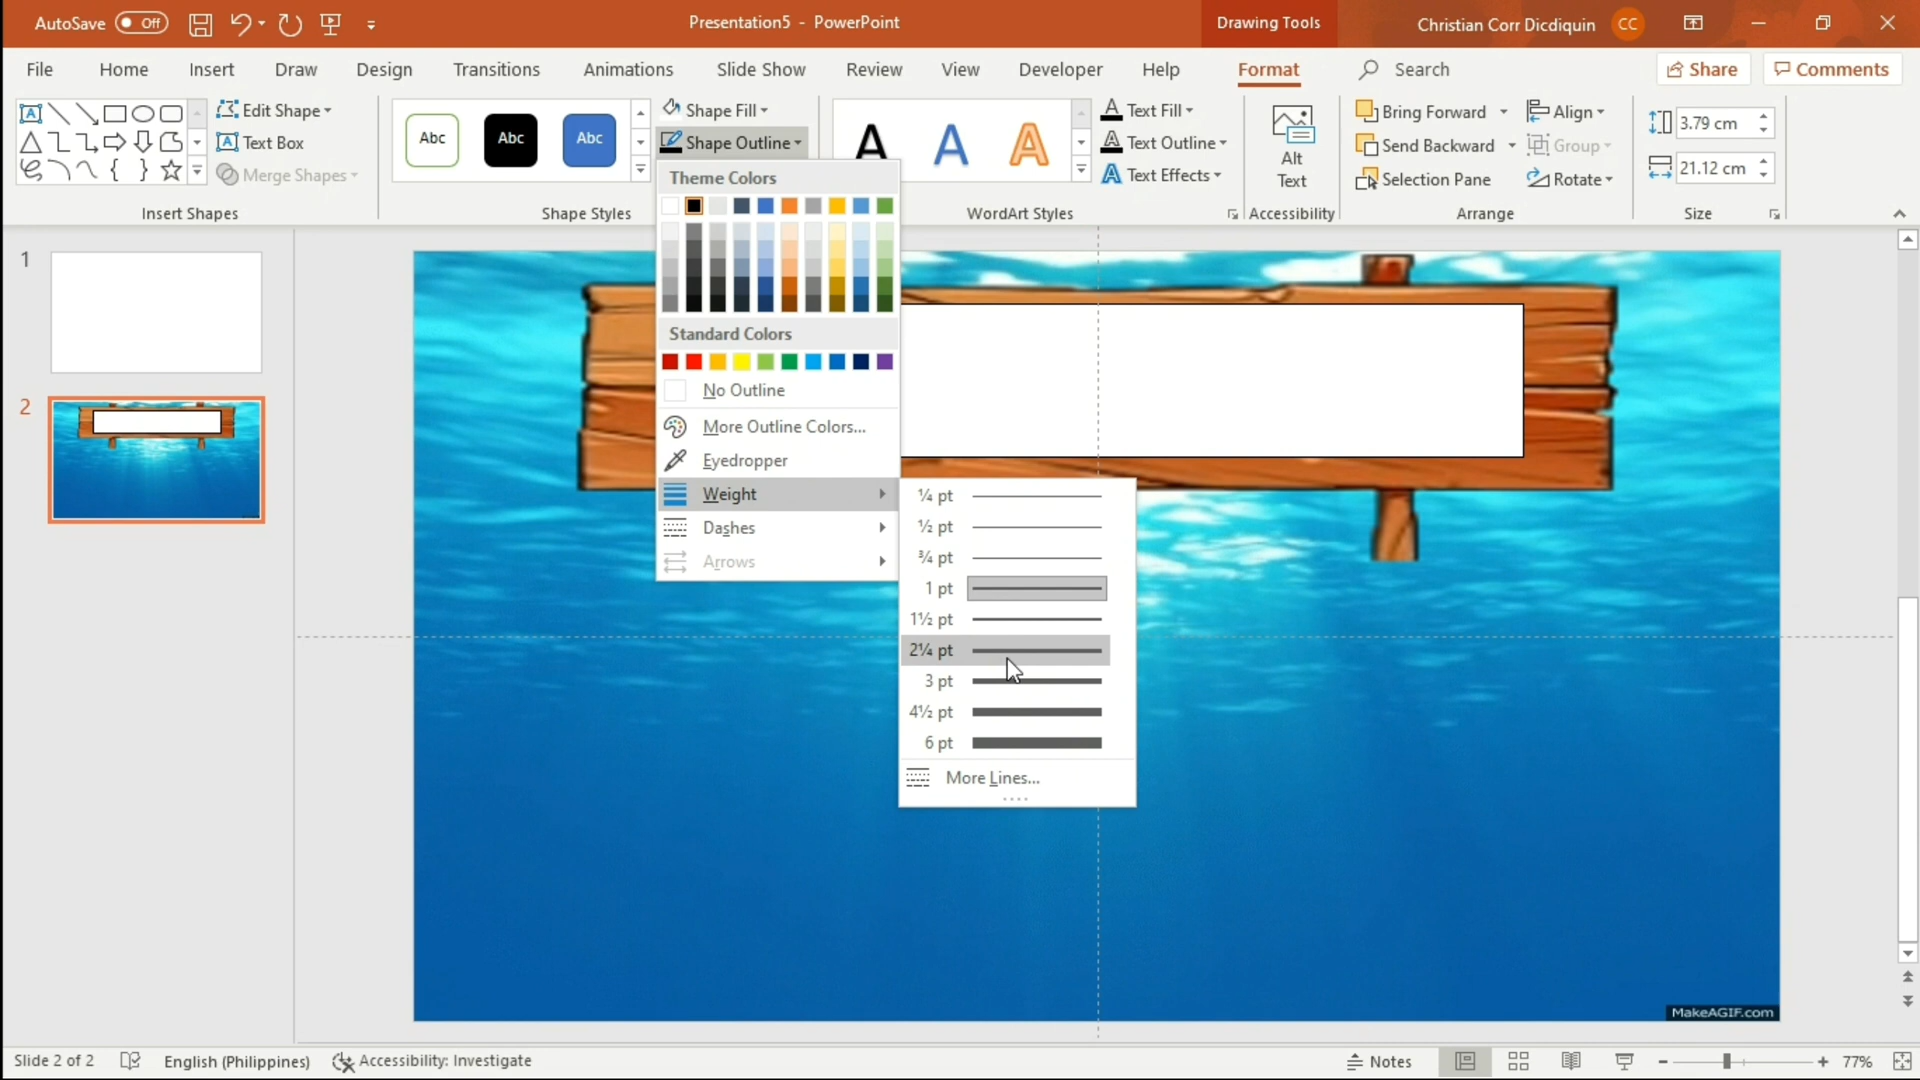 AutoSave Off
Presentation5 - PowerPoint
Drawing Tools
Christian Corr Dicdiquin CC
File Home Insert Draw Design Transitions Animations Slide Show Review View Developer Help Format Search
Share Comments
Edit Shape
Text Box
Merge Shapes
Insert Shapes
Abc Abc Abc
Shape Fill
Shape Outline
Shape Styles
A A A
Text Fill
Text Outline
Text Effects
WordArt Styles
Alt
Text
Accessibility
Bring Forward
Send Backward
Selection Pane
Align
Group
Rotate
Arrange
3.79 cm
21.12 cm
Size
Theme Colors
Standard Colors
No Outline
More Outline Colors...
Eyedropper
Weight
Dashes
Arrows
¼ pt
½ pt
¾ pt
1 pt
1½ pt
2¼ pt
3 pt
4½ pt
6 pt
More Lines...
1
2
MakeAGIF.com
Slide 2 of 2
English (Philippines)
Accessibility: Investigate
Notes
77%